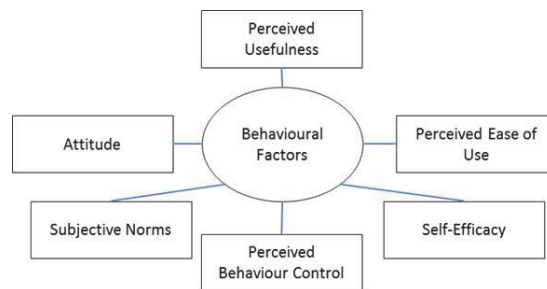 Perceived
Usefulness
Attitude
Behavioural
Factors
Perceived Ease of
Use
Subjective Norms
Perceived
Behaviour Control
Self-Efficacy